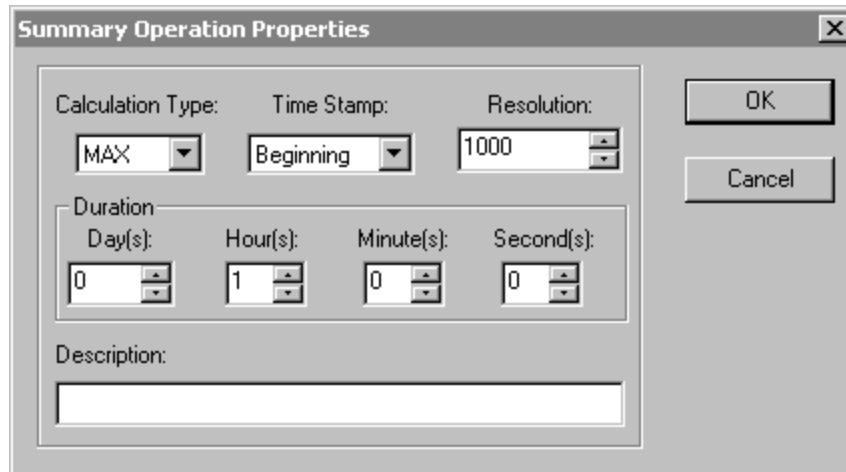 Summary Operation Properties
Calculation Type: Time Stamp: Resolution:
MAX Beginning 1000
OK
Cancel
Duration
Day(s): Hour(s): Minute(s): Second(s):
0 1 0 0
Description: